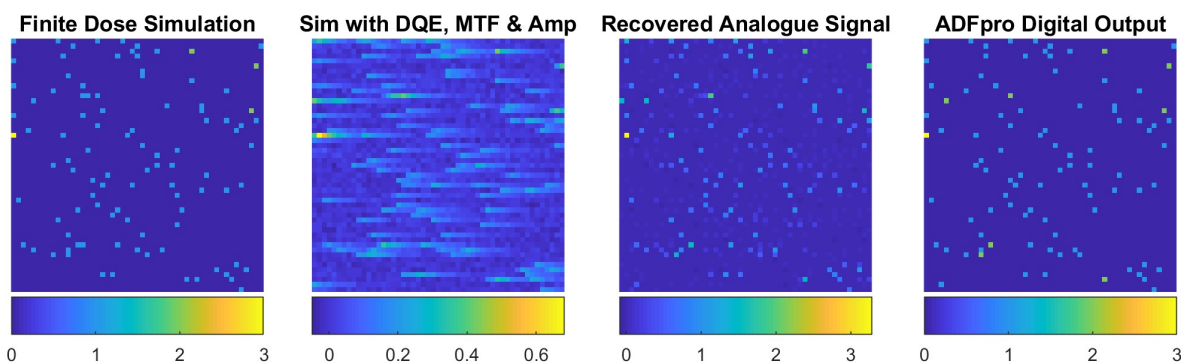 Finite Dose Simulation
Sim with DQE, MTF & Amp
Recovered Analogue Signal
ADFpro Digital Output
0 1 2 3
0 0.2 0.4 0.6
0 1 2 3
0 1 2 3